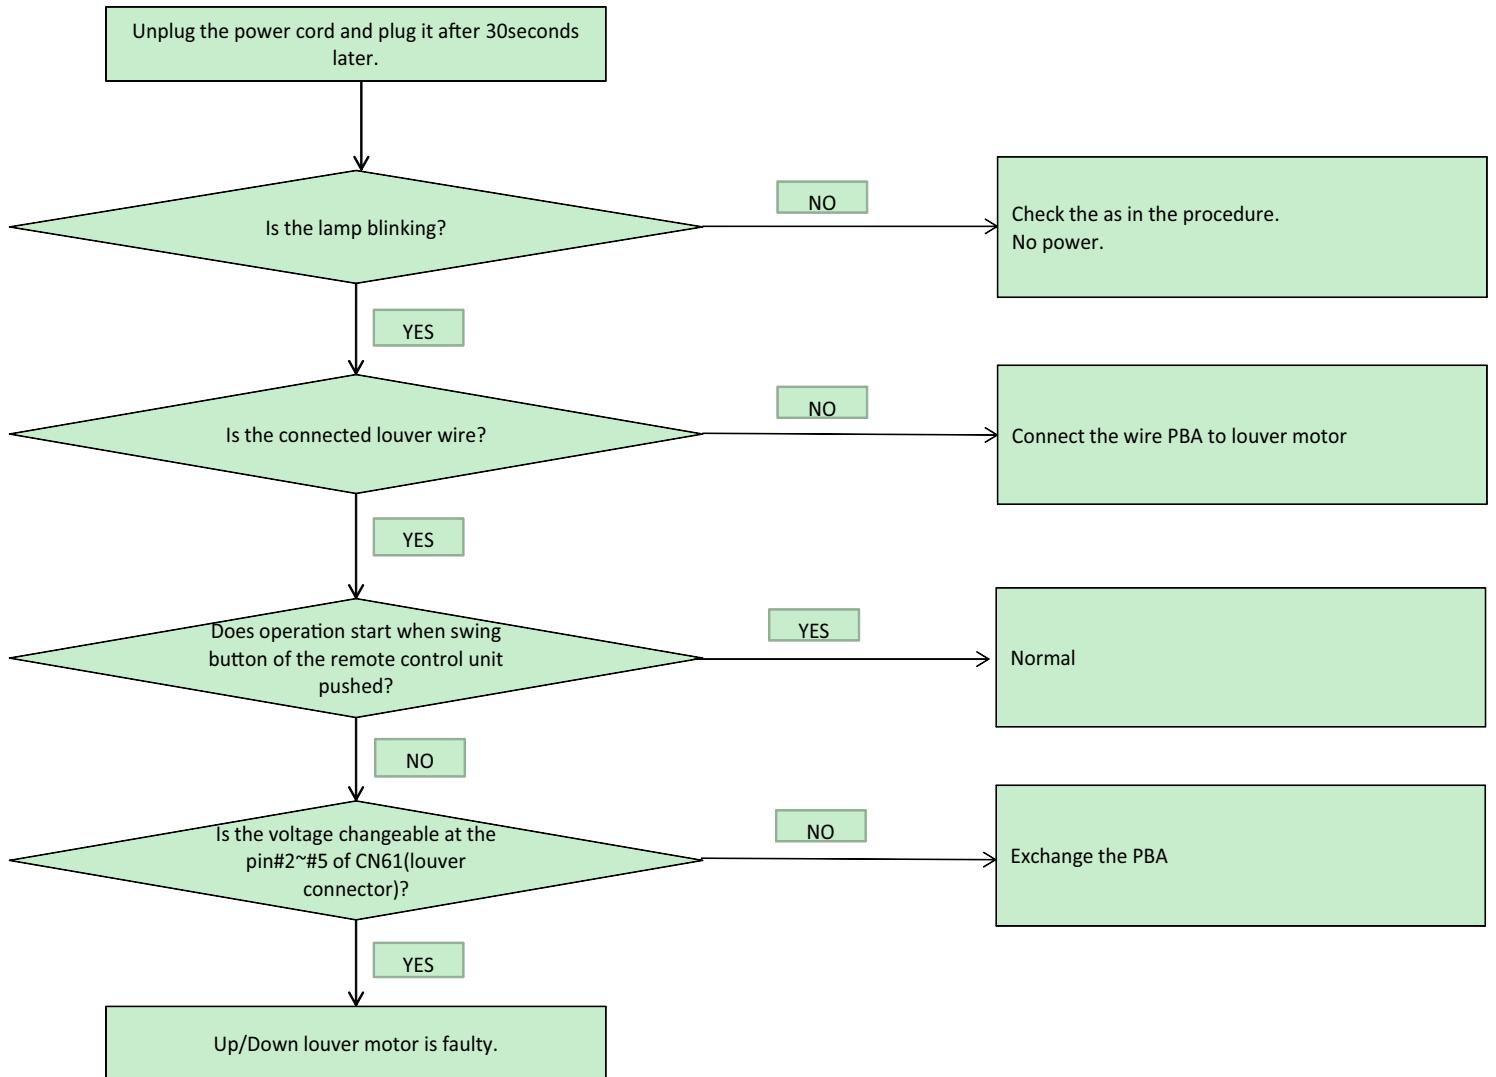 Unplug the power cord and plug it after 30seconds
later.
Is the lamp blinking?
NO
Check the as in the procedure.
No power.
YES
Is the connected louver wire?
NO
Connect the wire PBA to louver motor
YES
Does operation start when swing
button of the remote control unit
pushed?
YES
Normal
NO
Is the voltage changeable at the
pin#2~#5 of CN61(louver
connector)?
NO
Exchange the PBA
YES
Up/Down louver motor is faulty.